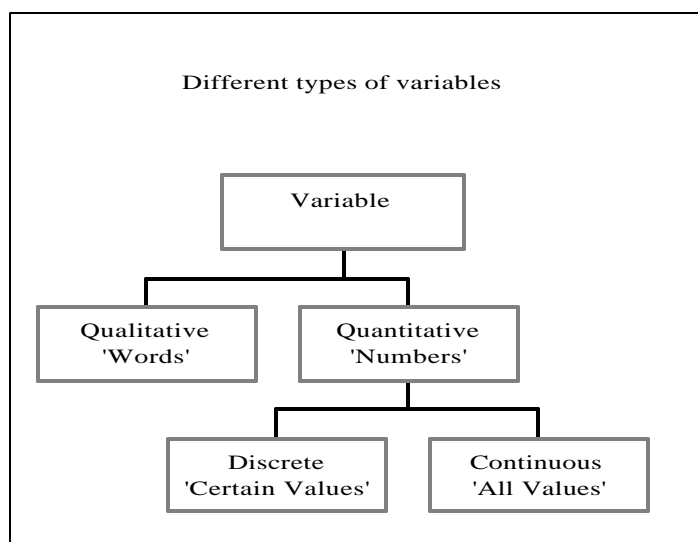 Different types of variables
Variable
Qualitative
'Words'
Quantitative
'Numbers'
Discrete
'Certain Values'
Continuous
'All Values'